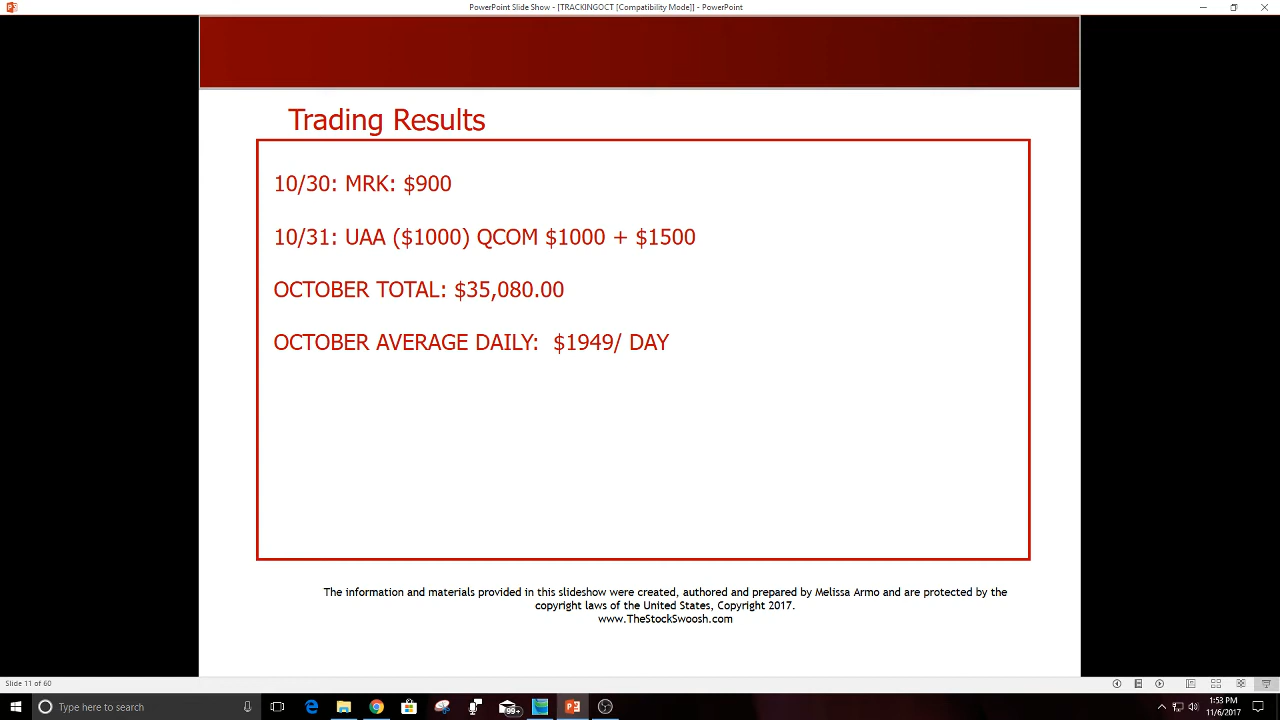 PowerPoint Slide Show - [TRACKINGOCT [Compatibility Mode]] - PowerPoint
Trading Results
10/30: MRK: $900
10/31: UAA ($1000) QCOM $1000 + $1500
OCTOBER TOTAL: $35,080.00
OCTOBER AVERAGE DAILY:  $1949/ DAY
The information and materials provided in this slideshow were created, authored and prepared by Melissa Armo and are protected by the
copyright laws of the United States, Copyright 2017.
www.TheStockSwoosh.com
Slide 11 of 60
Type here to search
99+
1:53 PM
11/6/2017